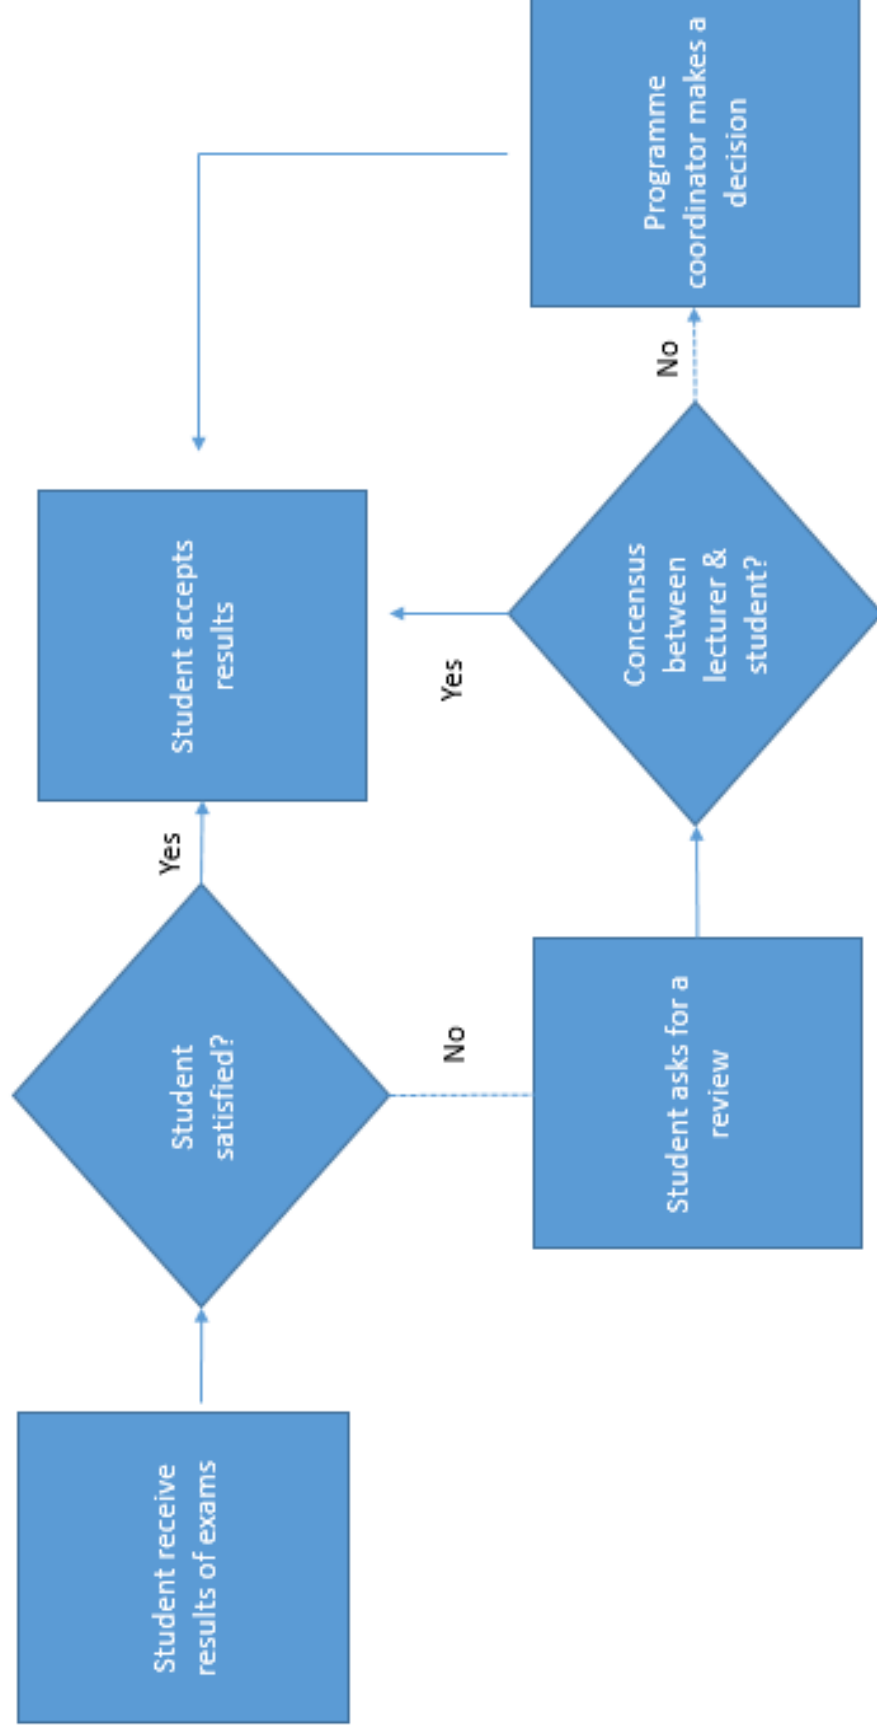 Student receive
results of exams
Student
satisfied?
Yes
Student accepts
results
No
Student asks for a
review
Concensus
between
lecturer &
student?
Yes
No
Programme
coordinator makes a
decision